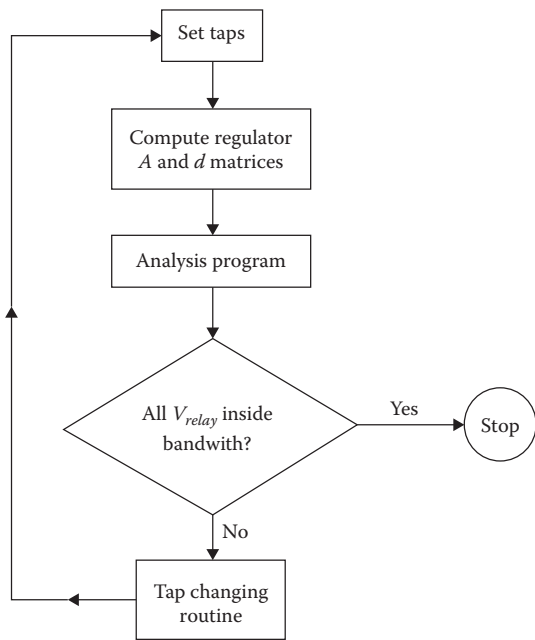 Set taps
Compute regulator
A and d matrices
Analysis program
All V_relay inside
bandwith?
Yes
Stop
No
Tap changing
routine